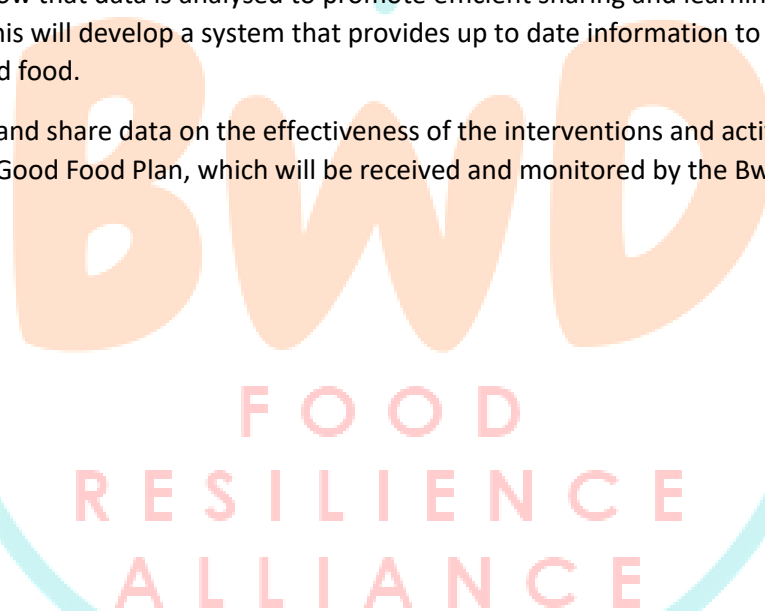 ow that data is analysed to promote efficient sharing and learnin
his will develop a system that provides up to date information to
d food.
and share data on the effectiveness of the interventions and acti
Good Food Plan, which will be received and monitored by the Bw
BWD
FOOD
RESILIENCE
ALLIANCE